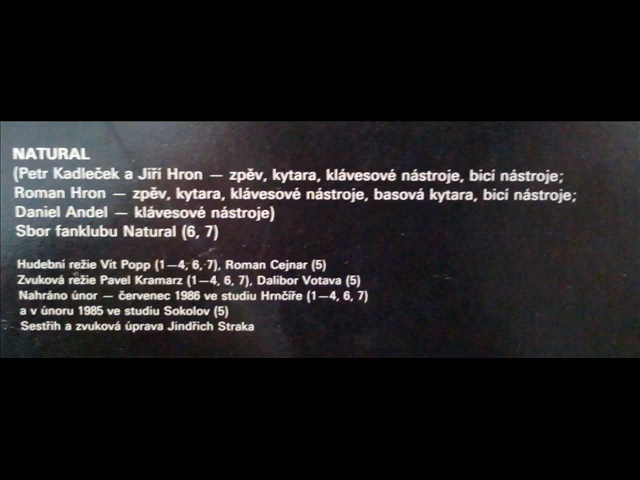 NATURAL
(Petr Kadleček a Jiří Hron — zpěv, kytara, klávesové nástroje, bicí nástroje;
Roman Hron — zpěv, kytara, klávesové nástroje, basová kytara, bicí nástroje;
Daniel Andel — klávesové nástroje)
Sbor fanklubu Natural (6, 7)
Hudební režie Vít Popp (1—4, 6, 7), Roman Cejnar (5)
Zvuková režie Pavel Kramarz (1—4, 6, 7), Dalibor Votava (5)
Nahráno únor — červenec 1986 ve studiu Hrnčíře (1—4, 6, 7)
a v únoru 1985 ve studiu Sokolov (5)
Sestřih a zvuková úprava Jindřich Straka